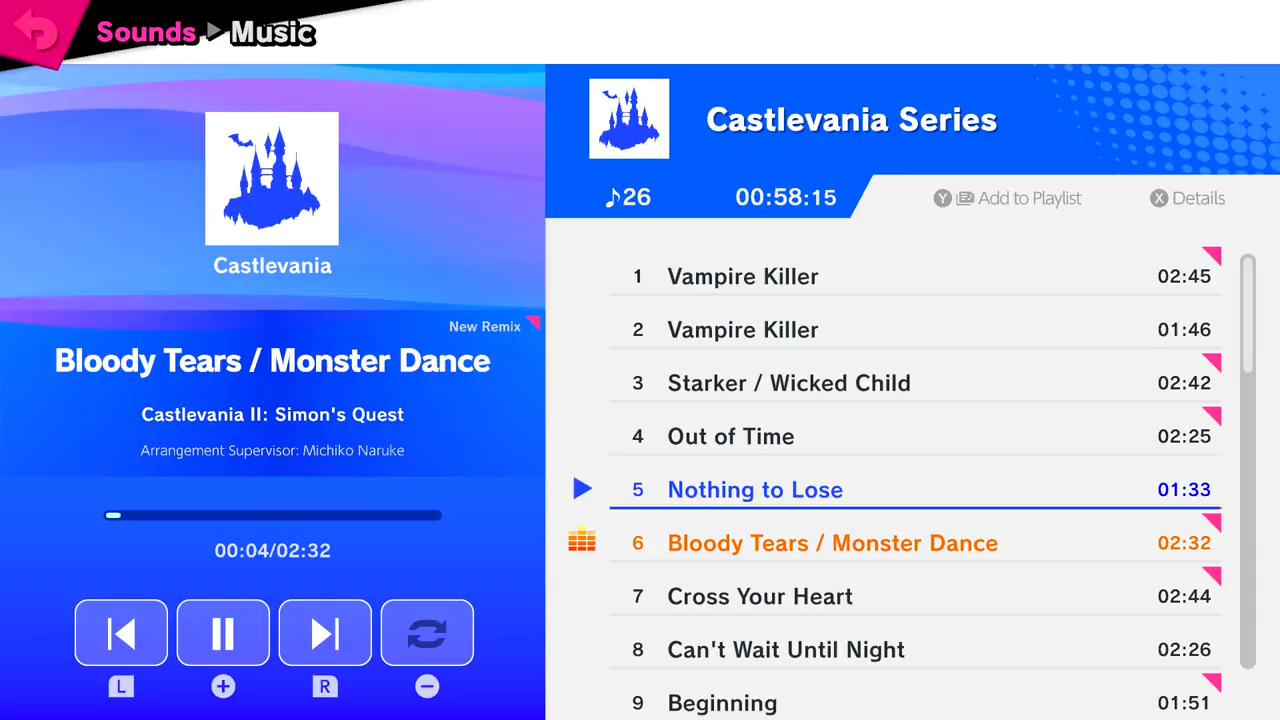 Sounds Music
Castlevania
New Remix
Bloody Tears / Monster Dance
Castlevania II: Simon's Quest
Arrangement Supervisor: Michiko Naruke
00:04/02:32
L + R −
Castlevania Series
♪26 00:58:15 Y Add to Playlist X Details
1 Vampire Killer 02:45
2 Vampire Killer 01:46
3 Starker / Wicked Child 02:42
4 Out of Time 02:25
5 Nothing to Lose 01:33
6 Bloody Tears / Monster Dance 02:32
7 Cross Your Heart 02:44
8 Can't Wait Until Night 02:26
9 Beginning 01:51